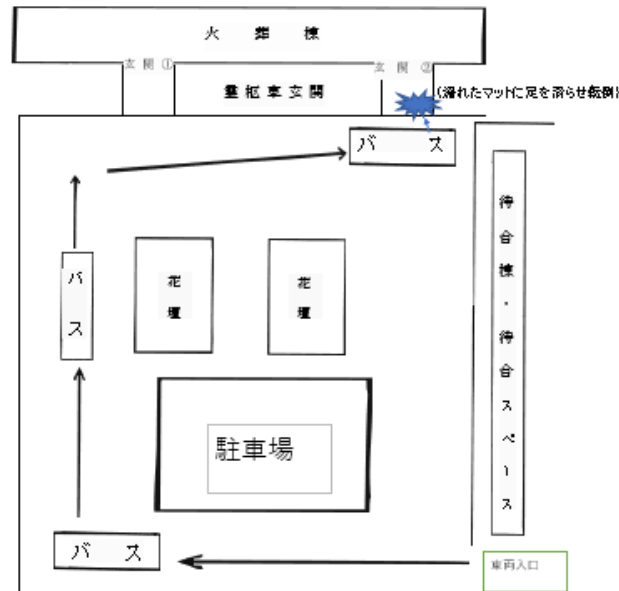 火葬棟
玄関①
玄関②
霊柩車玄関
(濡れたマットに足を滑らせ転倒)
バス
バス
花壇
花壇
待合棟・待合スペース
駐車場
バス
車両入口